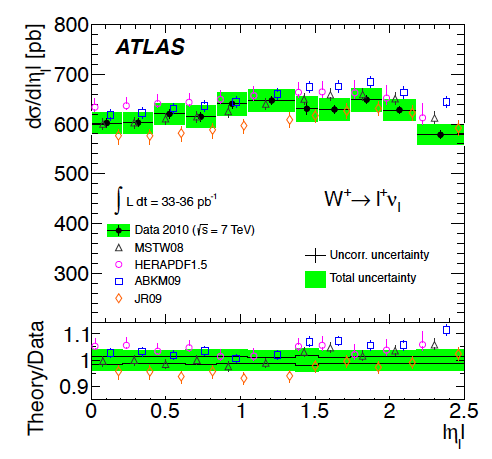 800
700
600
500
400
300
dσ/d|η_l| [pb]
ATLAS
∫ L dt = 33-36 pb⁻¹
W⁺→ l⁺ν_l
Data 2010 (√s = 7 TeV)
MSTW08
HERAPDF1.5
ABKM09
JR09
Uncorr. uncertainty
Total uncertainty
Theory/Data
1.1
1
0.9
0 0.5 1 1.5 2 2.5
|η_l|